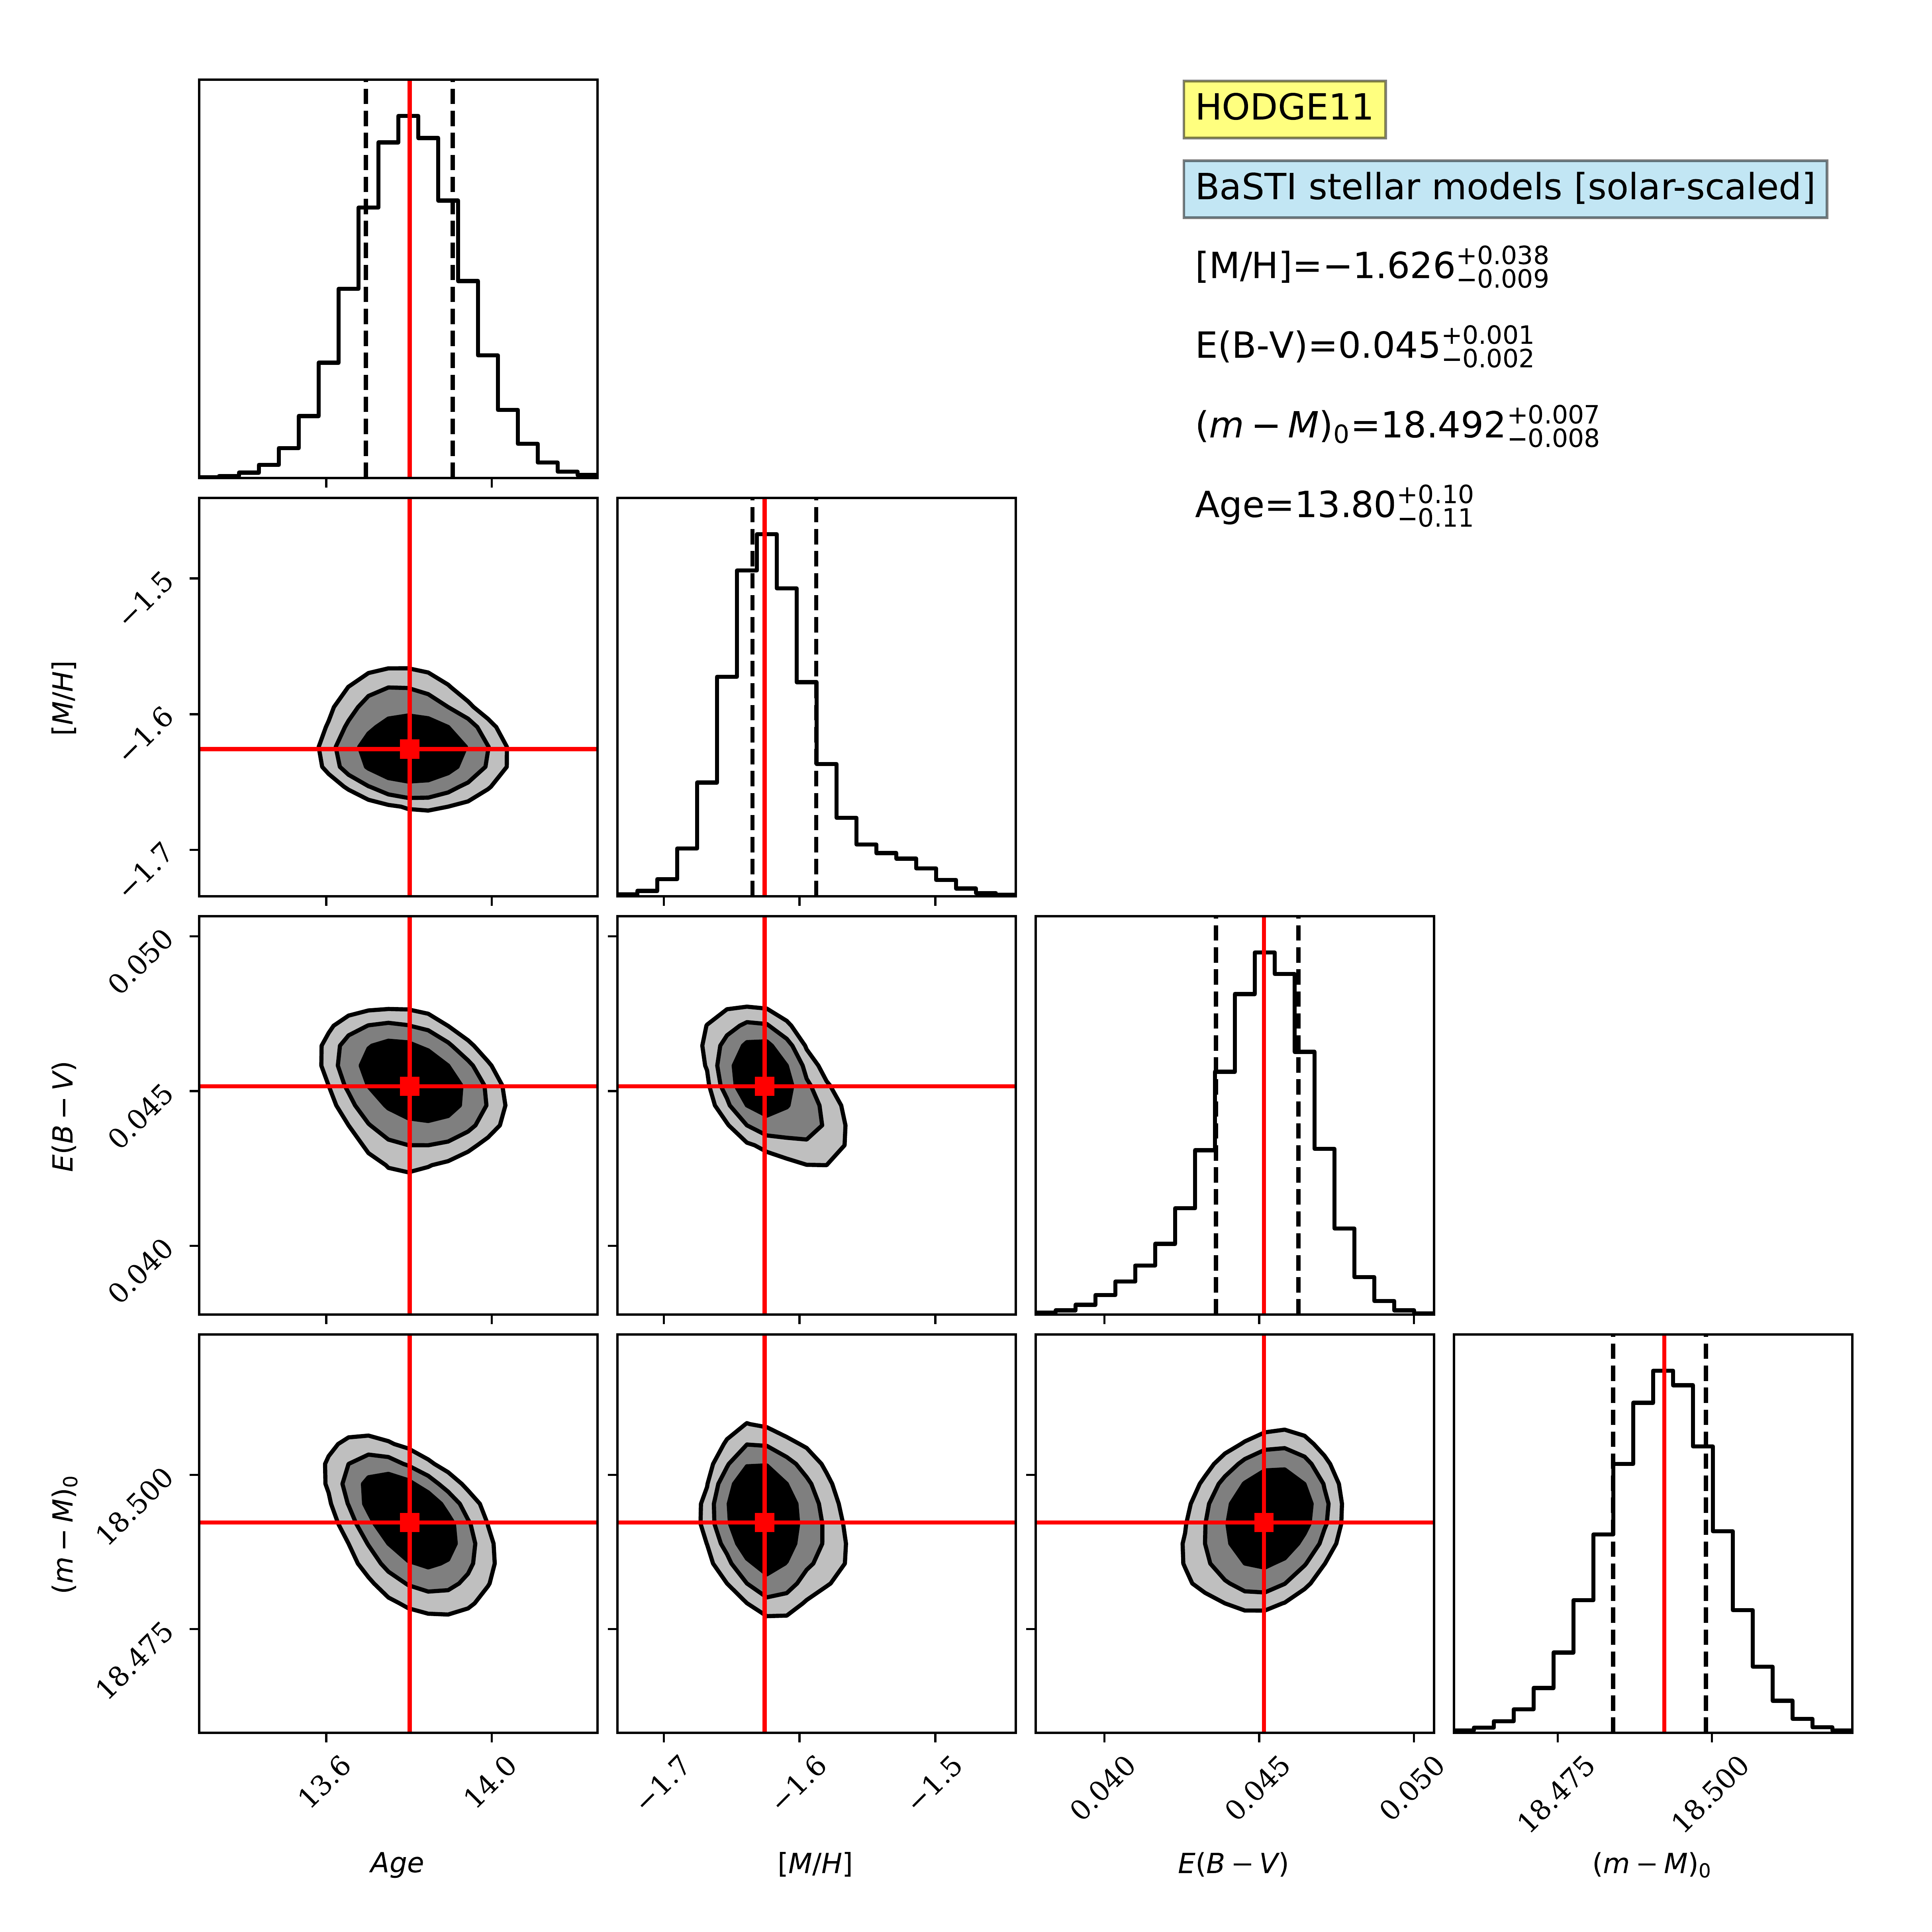 HODGE11
BaSTI stellar models [solar-scaled]
[M/H]=−1.626 +0.038 −0.009
E(B-V)=0.045 +0.001 −0.002
(m − M)₀=18.492 +0.007 −0.008
Age=13.80 +0.10 −0.11
[M/H]
−1.5
−1.6
−1.7
E(B − V)
0.050
0.045
0.040
(m − M)₀
18.500
18.475
13.6 14.0
−1.7 −1.6 −1.5
0.040 0.045 0.050
18.475 18.500
Age
[M/H]
E(B − V)
(m − M)₀